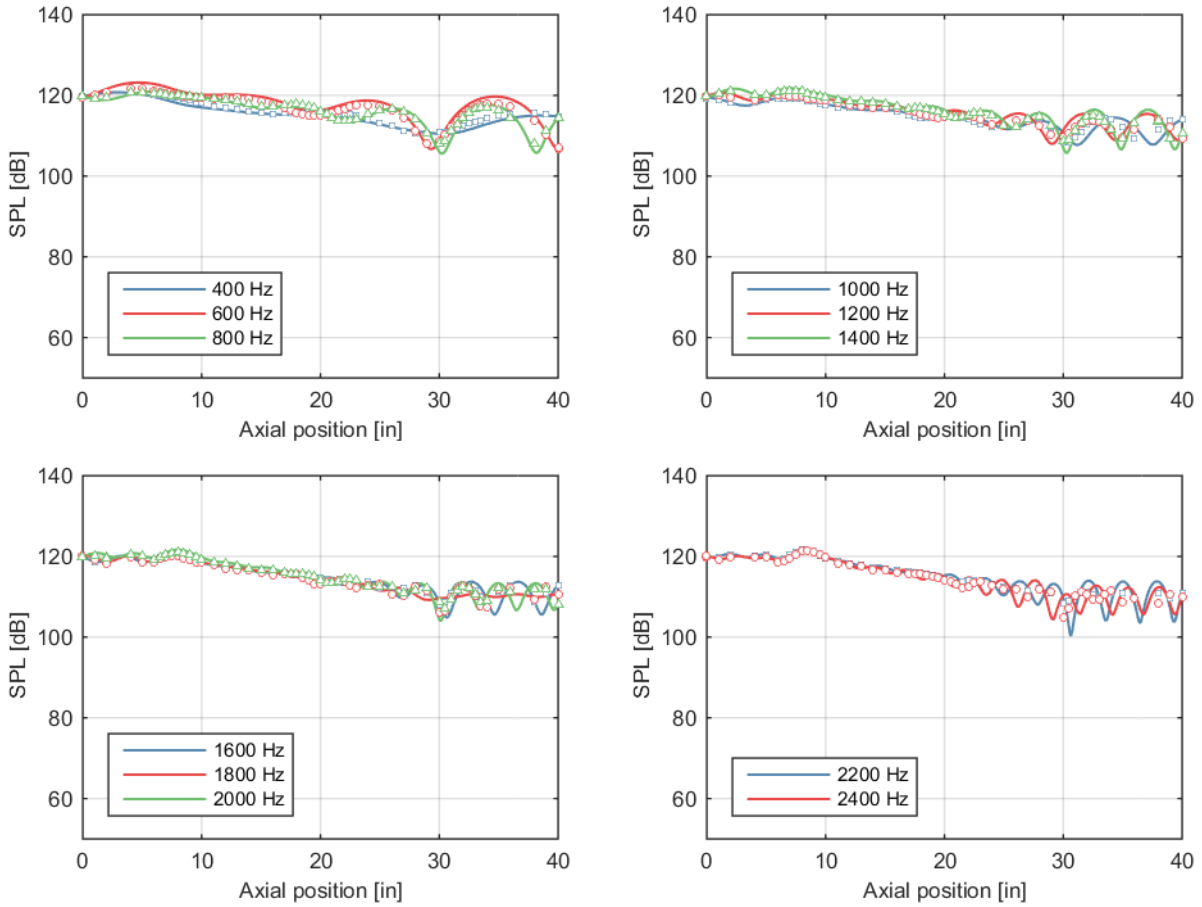 140
120
100
80
60
SPL [dB]
400 Hz
600 Hz
800 Hz
0 10 20 30 40
Axial position [in]
140
120
100
80
60
SPL [dB]
1000 Hz
1200 Hz
1400 Hz
0 10 20 30 40
Axial position [in]
140
120
100
80
60
SPL [dB]
1600 Hz
1800 Hz
2000 Hz
0 10 20 30 40
Axial position [in]
140
120
100
80
60
SPL [dB]
2200 Hz
2400 Hz
0 10 20 30 40
Axial position [in]